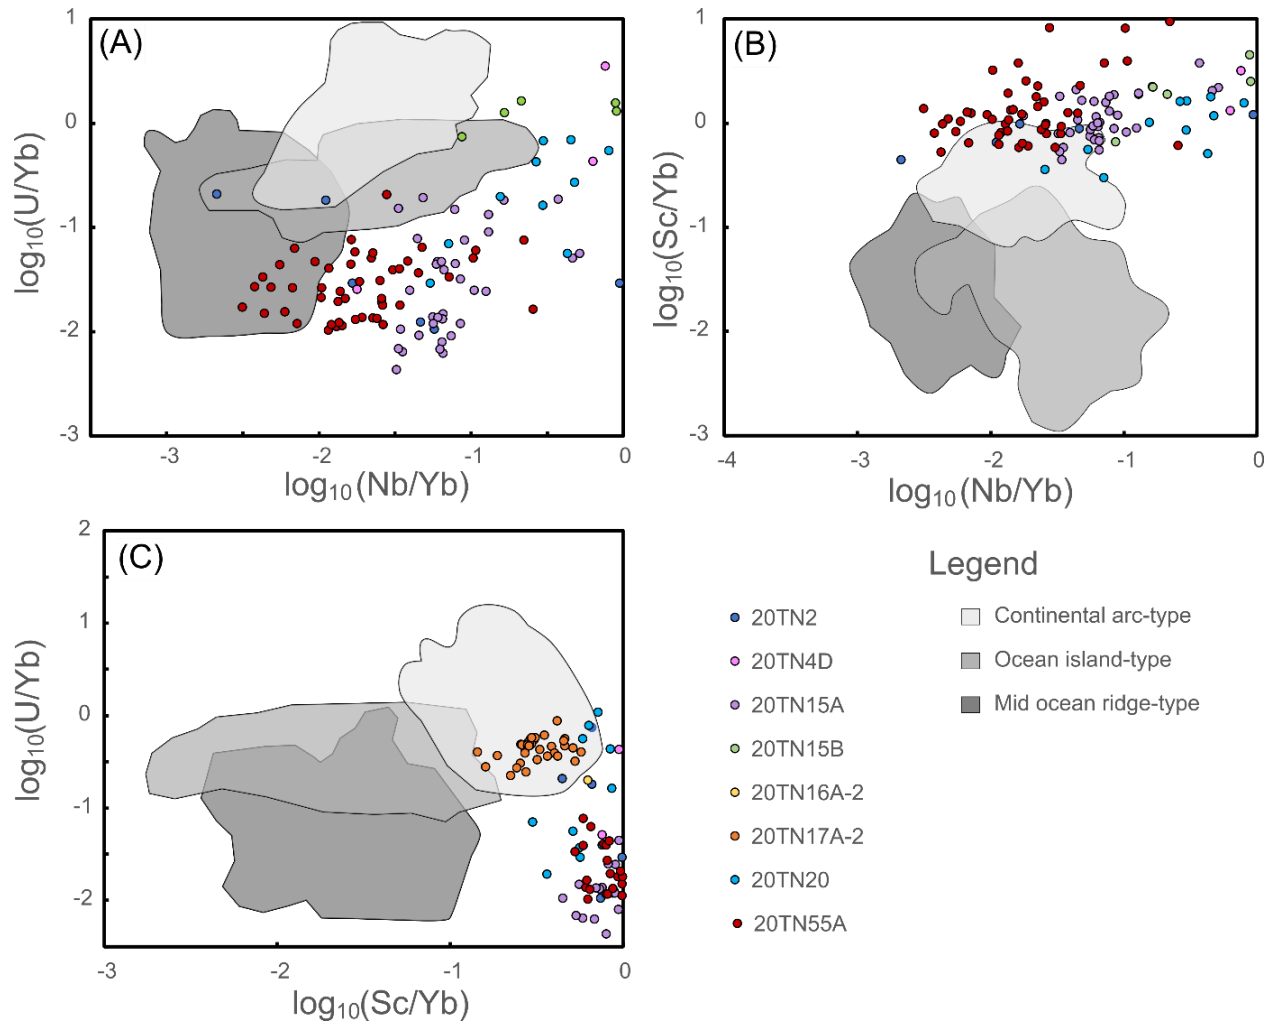 (A)
1
0
-1
-2
-3
-3
-2
-1
0
log10(U/Yb)
log10(Nb/Yb)
(B)
1
0
-1
-2
-3
-4
-3
-2
-1
0
log10(Sc/Yb)
log10(Nb/Yb)
(C)
2
1
0
-1
-2
-3
-2
-1
0
log10(U/Yb)
log10(Sc/Yb)
Legend
20TN2
20TN4D
20TN15A
20TN15B
20TN16A-2
20TN17A-2
20TN20
20TN55A
Continental arc-type
Ocean island-type
Mid ocean ridge-type